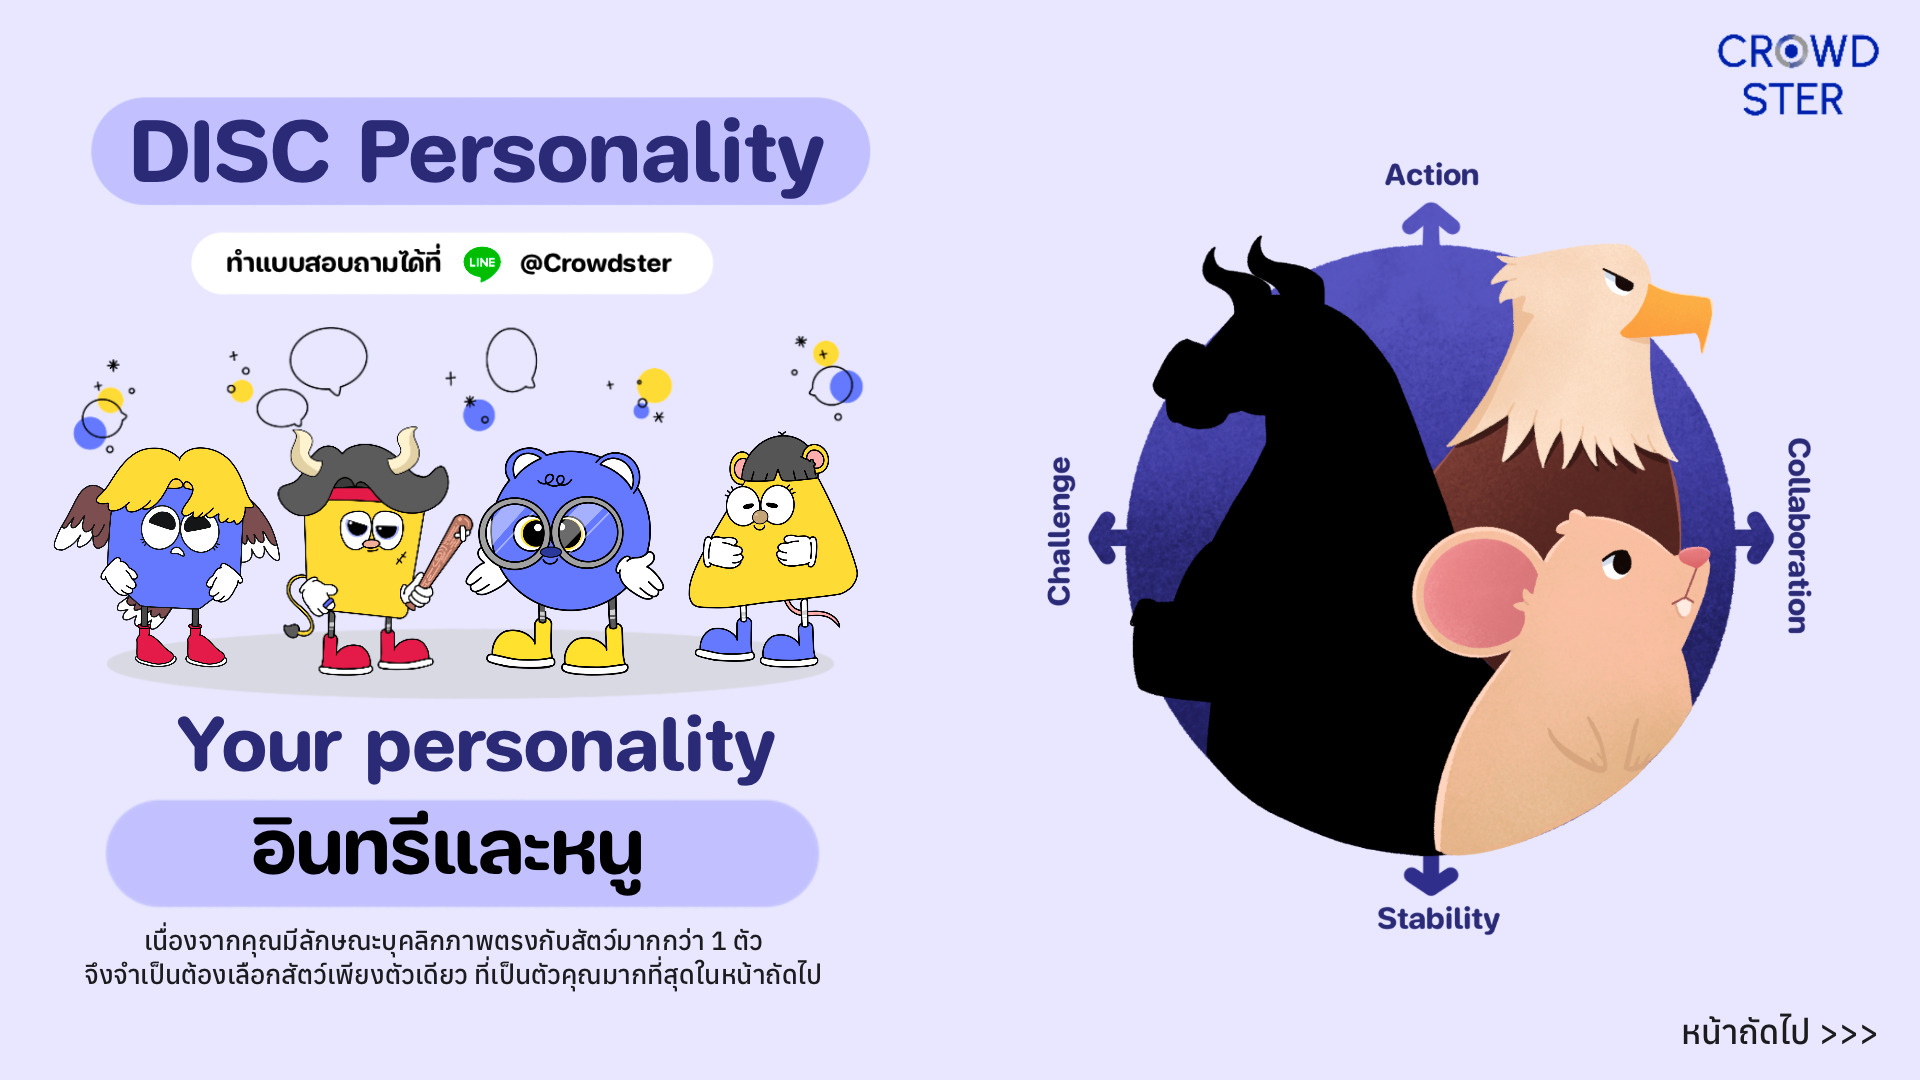 CROWD
STER
DISC Personality
ทำแบบสอบถามได้ที่ LINE @Crowdster
Action
Challenge
Collaboration
Stability
Your personality
อินทรีและหนู
เนื่องจากคุณมีลักษณะบุคลิกภาพตรงกับสัตว์มากกว่า 1 ตัว
จึงจำเป็นต้องเลือกสัตว์เพียงตัวเดียว ที่เป็นตัวคุณมากที่สุดในหน้าถัดไป
หน้าถัดไป >>>